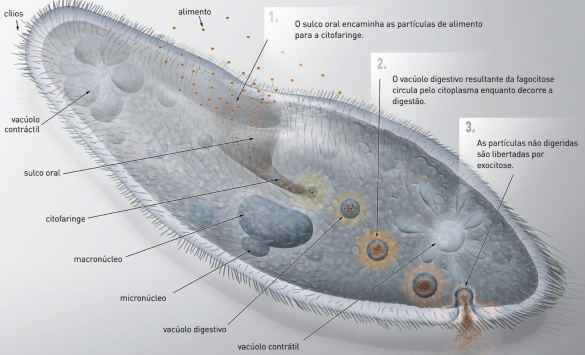 cílios
alimento
1.
O sulco oral encaminha as partículas de alimento
para a citofaringe.
2.
O vacúolo digestivo resultante da fagocitose
circula pelo citoplasma enquanto decorre a
digestão.
3.
As partículas não digeridas
são libertadas por
exocitose.
vacúolo
contráctil
sulco oral
citofaringe
macronúcleo
micronúcleo
vacúolo digestivo
vacúolo contrátil